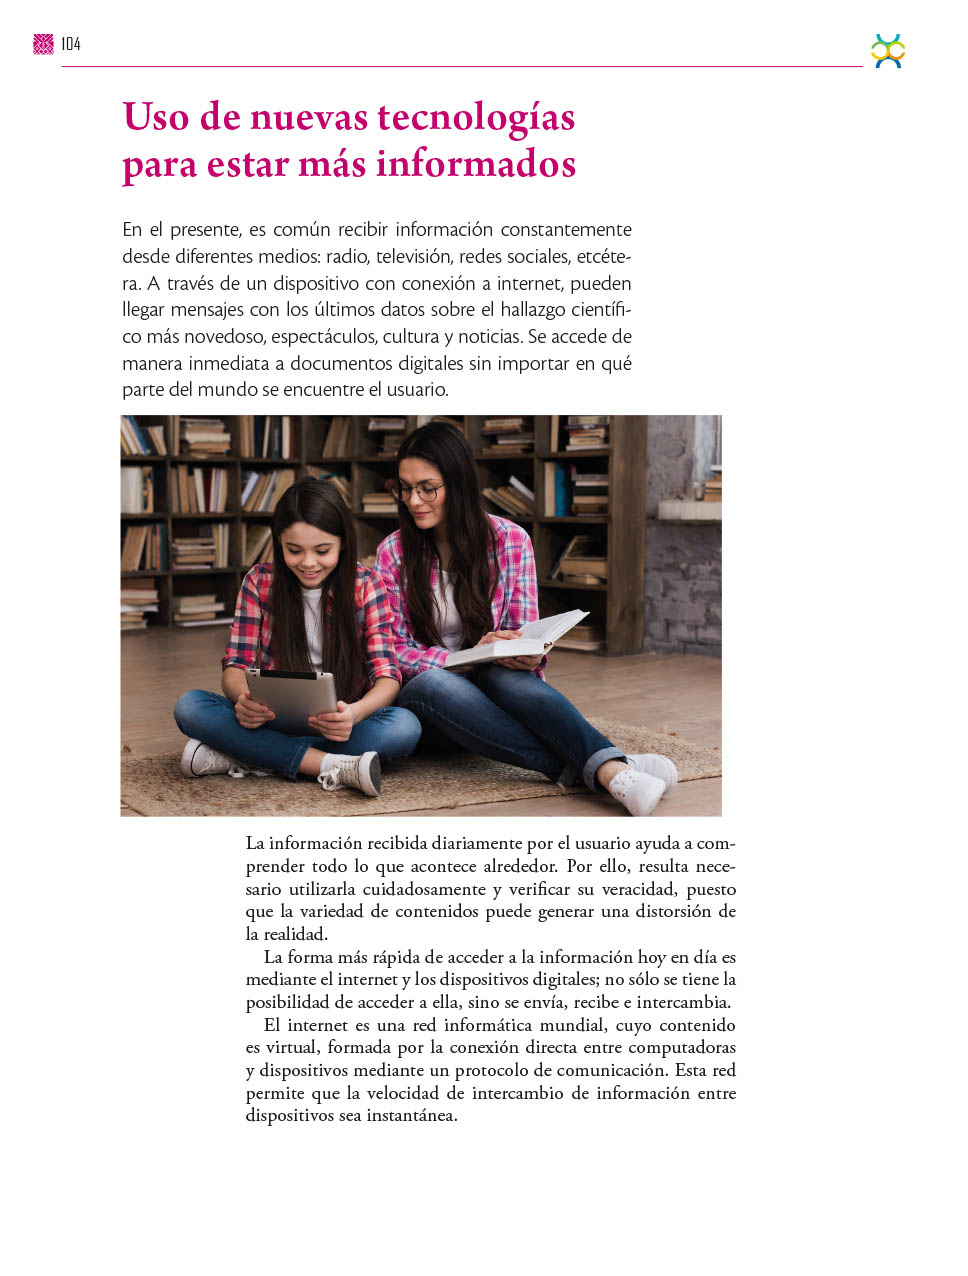 104
Uso de nuevas tecnologías
para estar más informados
En el presente, es común recibir información constantemente
desde diferentes medios: radio, televisión, redes sociales, etcéte-
ra. A través de un dispositivo con conexión a internet, pueden
llegar mensajes con los últimos datos sobre el hallazgo científi-
co más novedoso, espectáculos, cultura y noticias. Se accede de
manera inmediata a documentos digitales sin importar en qué
parte del mundo se encuentre el usuario.
La información recibida diariamente por el usuario ayuda a com-
prender todo lo que acontece alrededor. Por ello, resulta nece-
sario utilizarla cuidadosamente y verificar su veracidad, puesto
que la variedad de contenidos puede generar una distorsión de
la realidad.
La forma más rápida de acceder a la información hoy en día es
mediante el internet y los dispositivos digitales; no sólo se tiene la
posibilidad de acceder a ella, sino se envía, recibe e intercambia.
El internet es una red informática mundial, cuyo contenido
es virtual, formada por la conexión directa entre computadoras
y dispositivos mediante un protocolo de comunicación. Esta red
permite que la velocidad de intercambio de información entre
dispositivos sea instantánea.